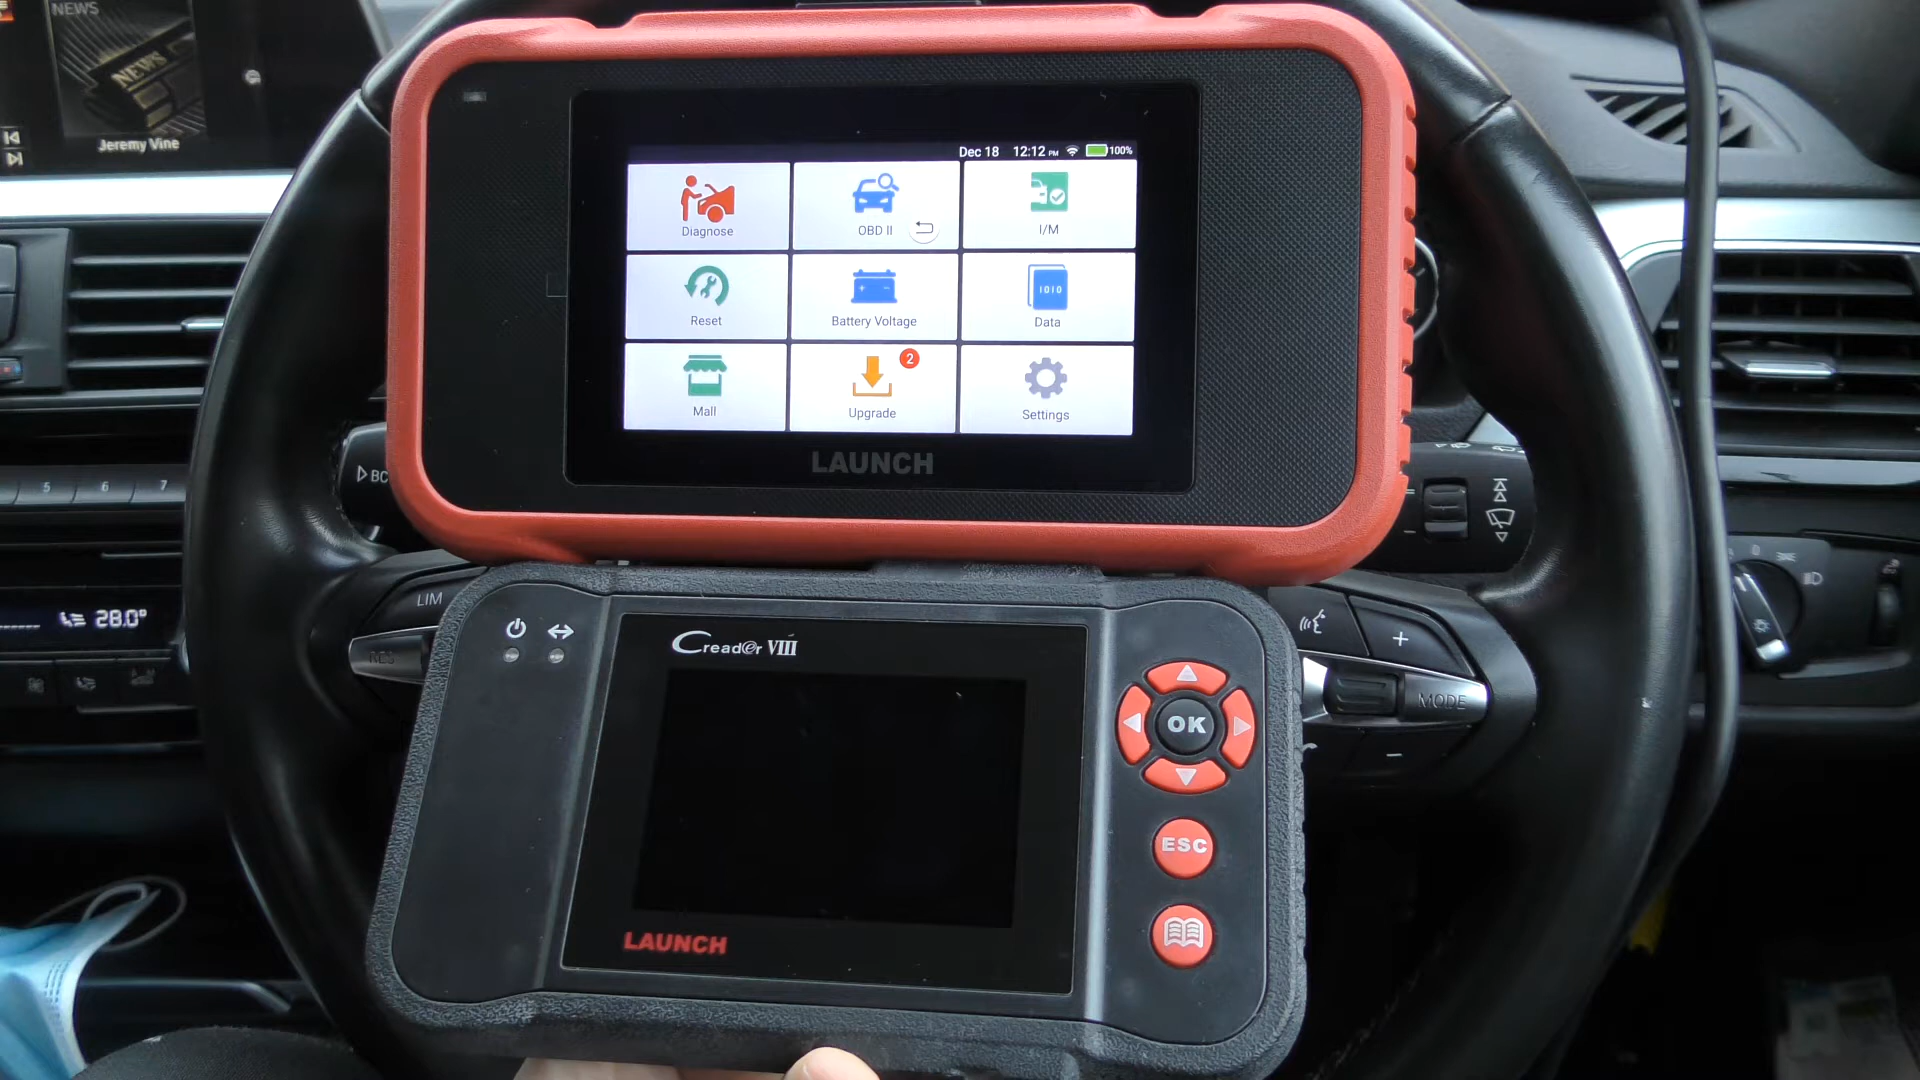 NEWS
NEWS
Jeremy Vine
Dec 18 12:12 PM 100%
Diagnose
OBD II
I/M
Reset
Battery Voltage
1010
Data
Mall
2
Upgrade
Settings
LAUNCH
BC
5 6 7
28.0°
LIM
RES
+
MODE
-
Creader VIII
OK
ESC
LAUNCH